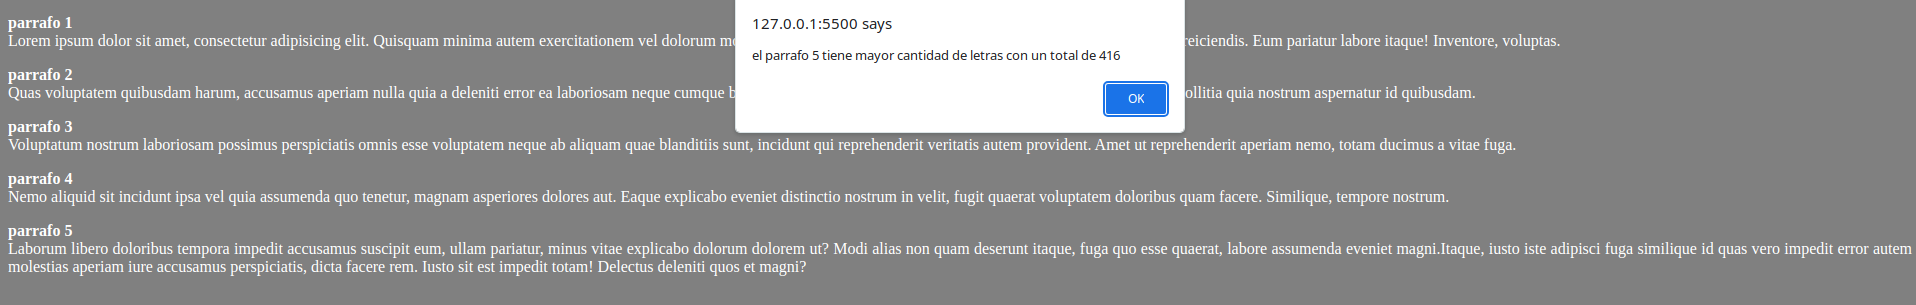 127.0.0.1:5500 says
el parrafo 5 tiene mayor cantidad de letras con un total de 416
OK
parrafo 1
Lorem ipsum dolor sit amet, consectetur adipisicing elit. Quisquam minima autem exercitationem vel dolorum reiciendis. Eum pariatur labore itaque! Inventore, voluptas.
parrafo 2
Quas voluptatem quibusdam harum, accusamus aperiam nulla quia a deleniti error ea laboriosam neque cumque quia nostrum aspernatur id quibusdam.
parrafo 3
Voluptatum nostrum laboriosam possimus perspiciatis omnis esse voluptatem neque ab aliquam quae blanditiis sunt, incidunt qui reprehenderit veritatis autem provident. Amet ut reprehenderit aperiam nemo, totam ducimus a vitae fuga.
parrafo 4
Nemo aliquid sit incidunt ipsa vel quia assumenda quo tenetur, magnam asperiores dolores aut. Eaque explicabo eveniet distinctio nostrum in velit, fugit quaerat voluptatem doloribus quam facere. Similique, tempore nostrum.
parrafo 5
Laborum libero doloribus tempora impedit accusamus suscipit eum, ullam pariatur, minus vitae explicabo dolorum dolorem ut? Modi alias non quam deserunt itaque, fuga quo esse quaerat, labore assumenda eveniet magni.Itaque, iusto iste adipisci fuga similique id quas vero impedit error autem
molestias aperiam iure accusamus perspiciatis, dicta facere rem. Iusto sit est impedit totam! Delectus deleniti quos et magni?